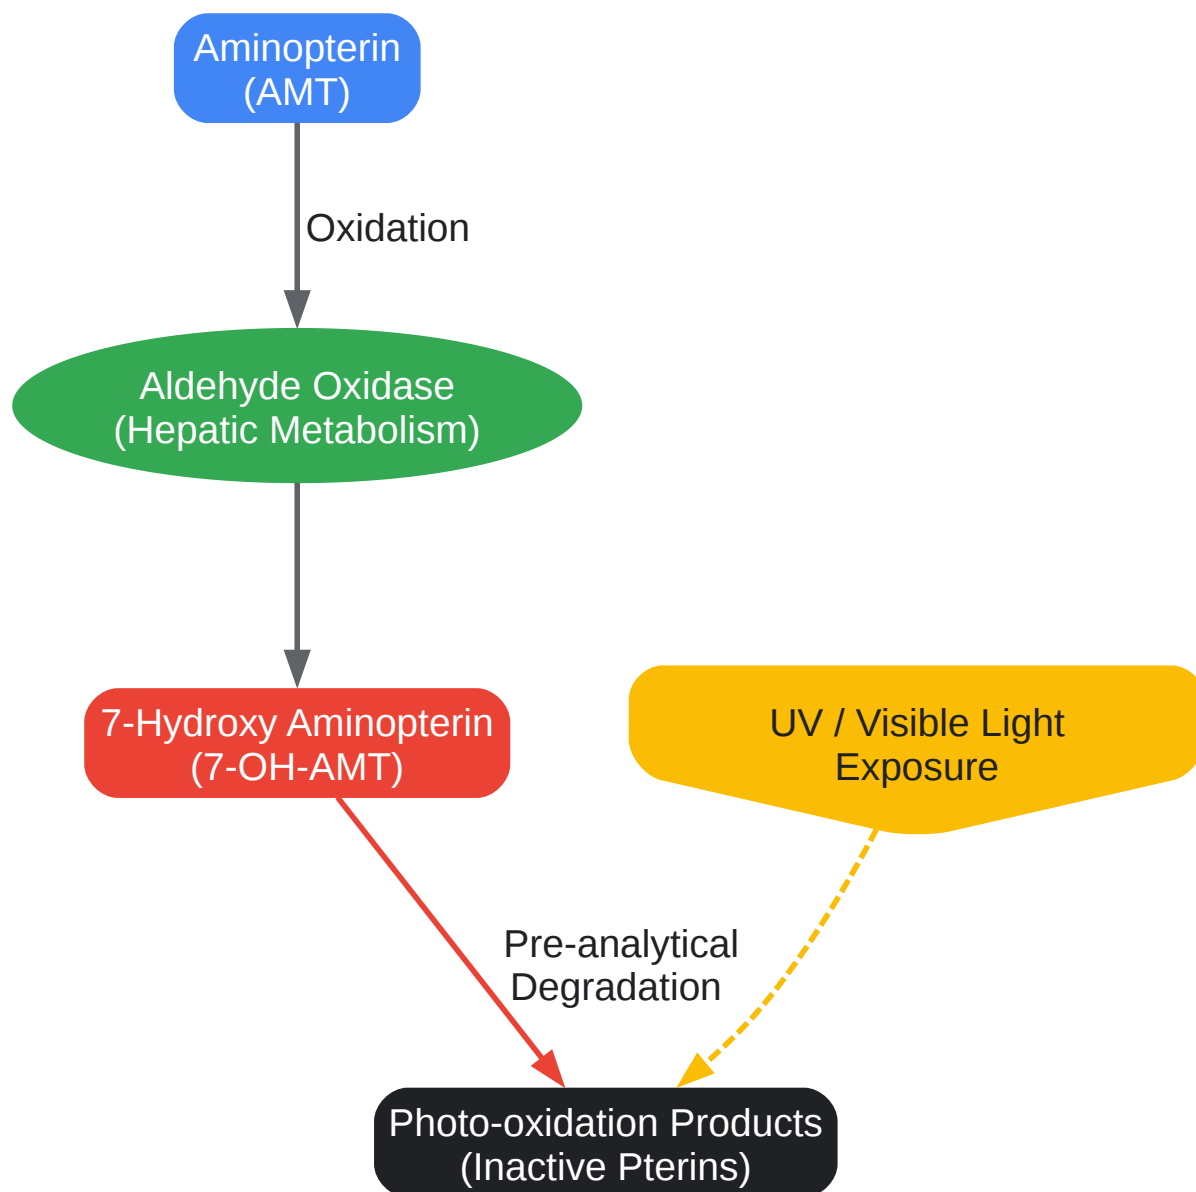 Aminopterin
(AMT)
Oxidation
Aldehyde Oxidase
(Hepatic Metabolism)
7-Hydroxy Aminopterin
(7-OH-AMT)
UV / Visible Light
Exposure
Pre-analytical
Degradation
Photo-oxidation Products
(Inactive Pterins)